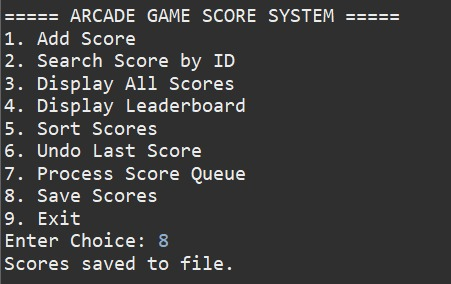 ===== ARCADE GAME SCORE SYSTEM =====
1. Add Score
2. Search Score by ID
3. Display All Scores
4. Display Leaderboard
5. Sort Scores
6. Undo Last Score
7. Process Score Queue
8. Save Scores
9. Exit
Enter Choice: 8
Scores saved to file.